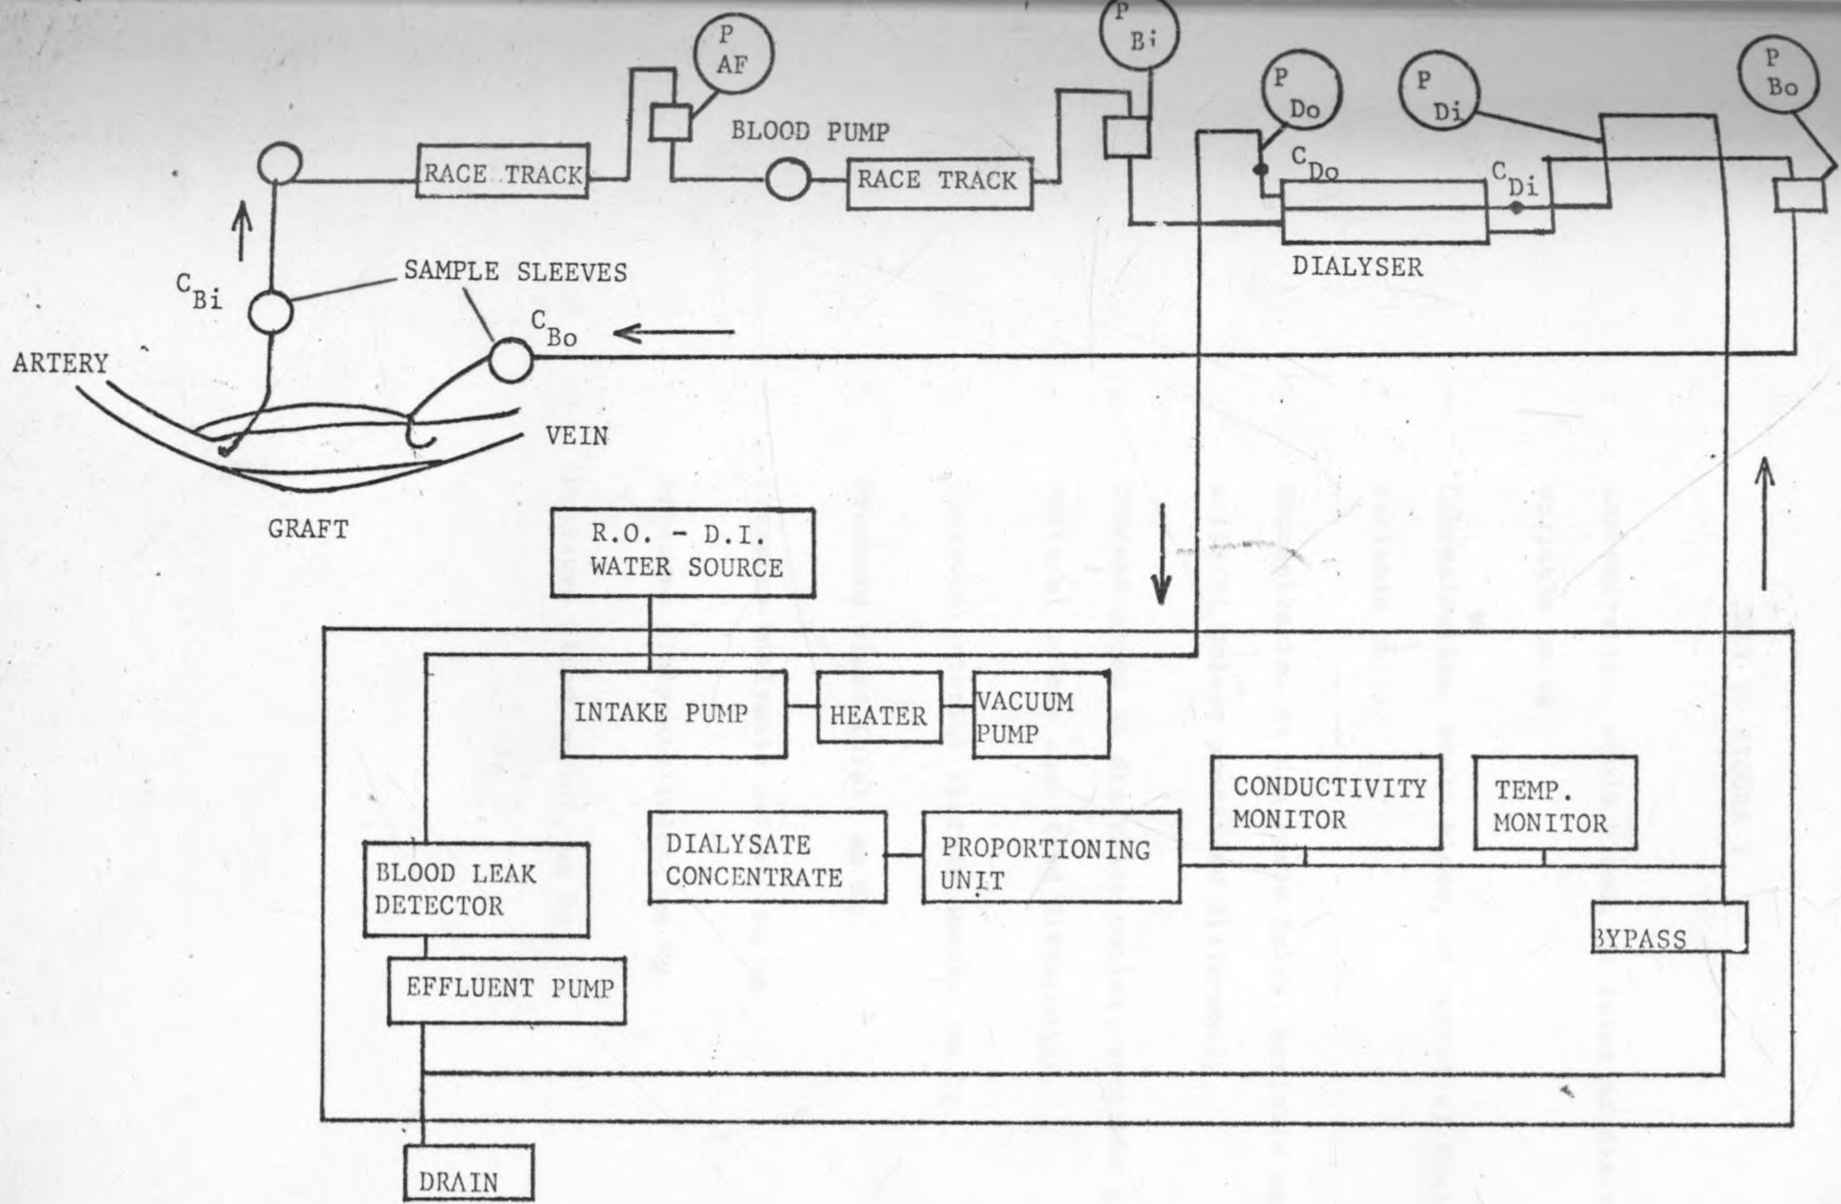 P
AF
P
Bi
P
Do
P
Di
P
Bo
BLOOD PUMP
RACE TRACK
RACE TRACK
C
Do
C
Di
DIALYSER
SAMPLE SLEEVES
C
Bi
C
Bo
ARTERY
VEIN
GRAFT
R.O. - D.I.
WATER SOURCE
INTAKE PUMP
HEATER
VACUUM
PUMP
CONDUCTIVITY
MONITOR
TEMP.
MONITOR
DIALYSATE
CONCENTRATE
PROPORTIONING
UNIT
BLOOD LEAK
DETECTOR
BYPASS
EFFLUENT PUMP
DRAIN